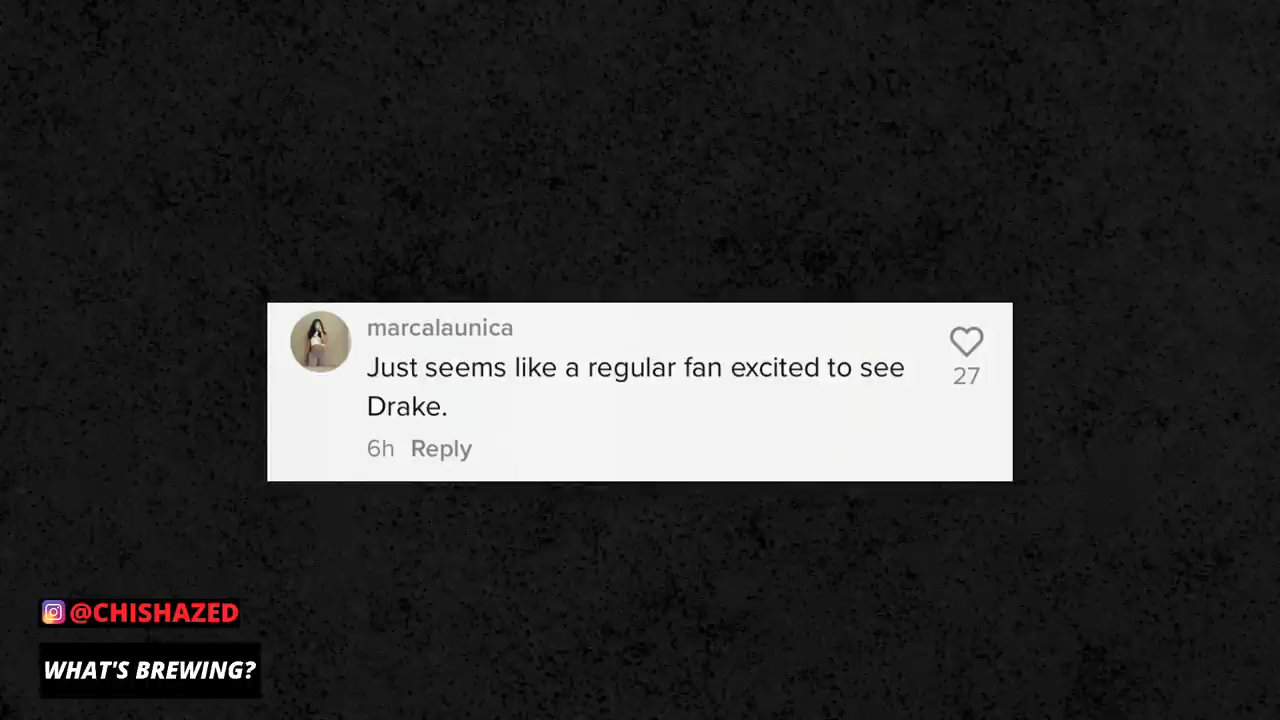 marcalaunica
Just seems like a regular fan excited to see
Drake.
27
6h Reply
@CHISHAZED
WHAT'S BREWING?